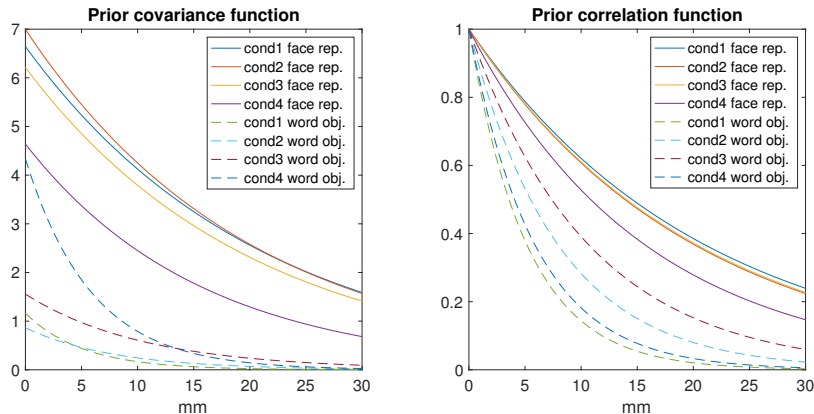 Prior covariance function
7
6
5
4
3
2
1
0
0 5 10 15 20 25 30
mm
cond1 face rep.
cond2 face rep.
cond3 face rep.
cond4 face rep.
cond1 word obj.
cond2 word obj.
cond3 word obj.
cond4 word obj.
Prior correlation function
1
0.8
0.6
0.4
0.2
0
0 5 10 15 20 25 30
mm
cond1 face rep.
cond2 face rep.
cond3 face rep.
cond4 face rep.
cond1 word obj.
cond2 word obj.
cond3 word obj.
cond4 word obj.